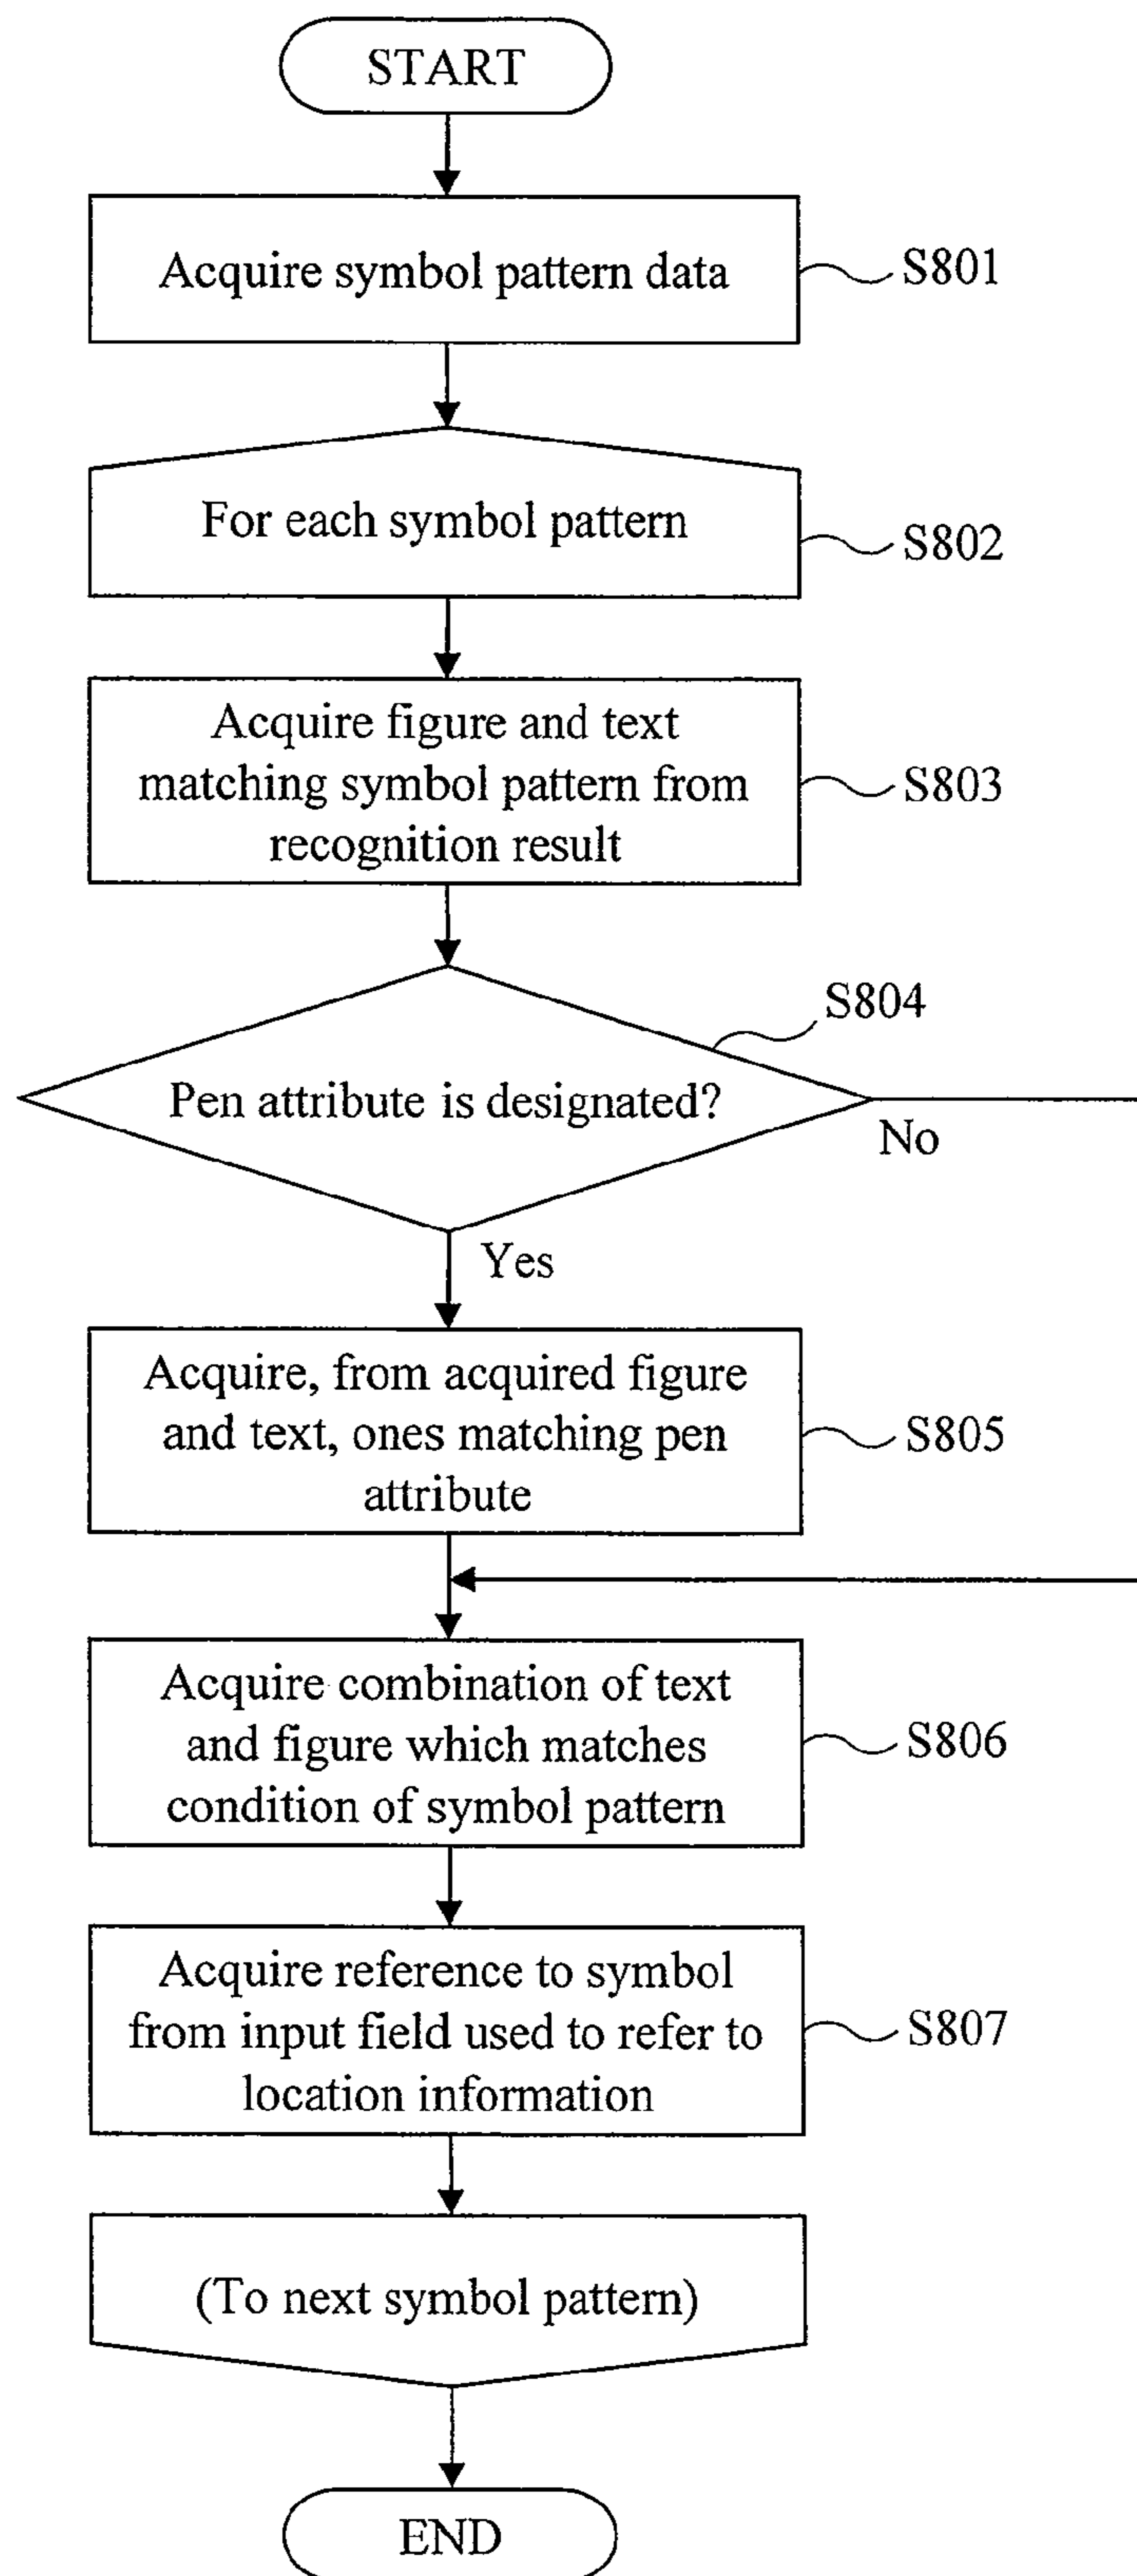 START
Acquire symbol pattern data
S801
For each symbol pattern
S802
Acquire figure and text
matching symbol pattern from
recognition result
S803
S804
Pen attribute is designated?
No
Yes
Acquire, from acquired figure
and text, ones matching pen
attribute
S805
Acquire combination of text
and figure which matches
condition of symbol pattern
S806
Acquire reference to symbol
from input field used to refer to
location information
S807
(To next symbol pattern)
END